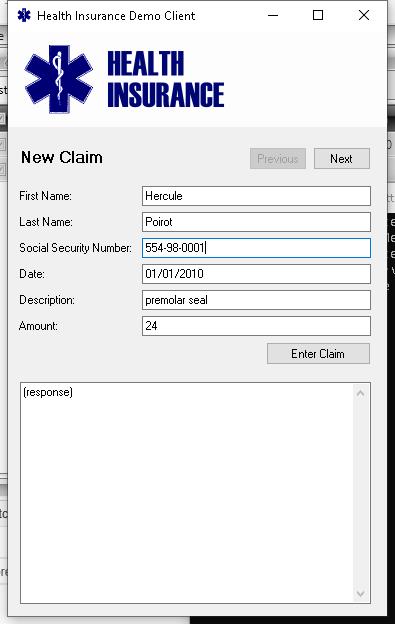 Health Insurance Demo Client
HEALTH
INSURANCE
New Claim
Previous
Next
First Name: Hercule
Last Name: Poirot
Social Security Number: 554-98-0001
Date: 01/01/2010
Description: premolar seal
Amount: 24
Enter Claim
(response)